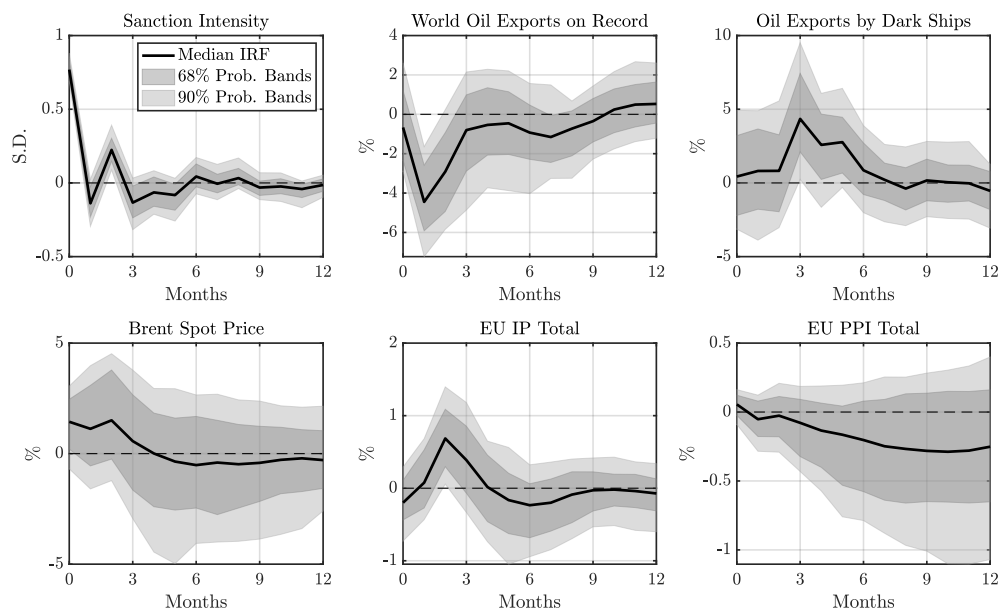 Sanction Intensity
World Oil Exports on Record
Oil Exports by Dark Ships
1
0.5
0
-0.5
S.D.
Median IRF
68% Prob. Bands
90% Prob. Bands
0 3 6 9 12
Months
4
2
0
-2
-4
-6
%
0 3 6 9 12
Months
10
5
0
-5
%
0 3 6 9 12
Months
Brent Spot Price
EU IP Total
EU PPI Total
5
0
-5
%
0 3 6 9 12
Months
2
1
0
-1
%
0 3 6 9 12
Months
0.5
0
-0.5
-1
%
0 3 6 9 12
Months